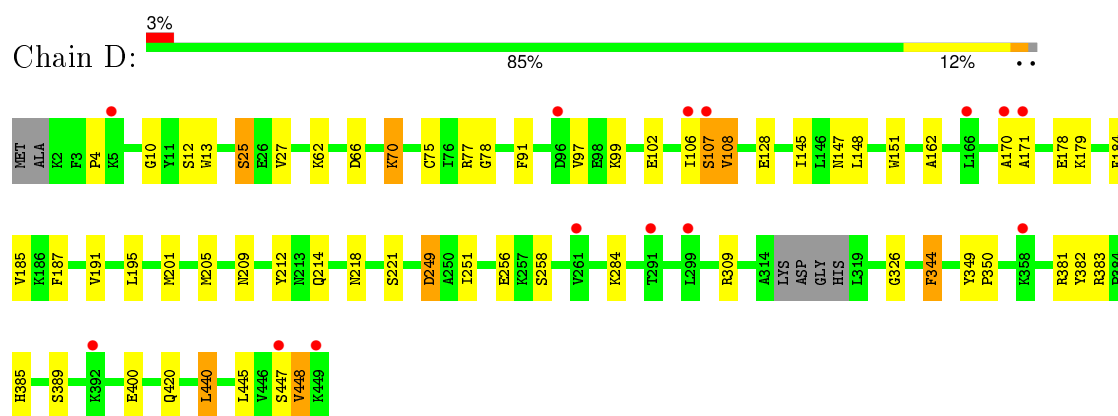 3%
Chain D:
85% 12% • •
MET ALA K2 F3 P4 K5 G10 Y11 S12 W13 S25 E26 V27 K62 D66 K70 C75 I76 R77 G78 F91 D96 V97 E98 K99 E102 I106 S107 V108 E128 I145 L146 N147 L148 W151 A162 L166 A170 A171 E178 K179
V185 K186 F187 V191 L195 M201 M205 N209 Y212 N213 Q214 N218 S221 D249 A250 I251 E256 K257 S258 V261 K284 T291 L299 R309 A314 LYS ASP GLY HIS L319 G326 F344 Y349 P350 K358 R381 Y382 R383
H385 S389 K392 E400 Q420 L440 L445 V446 S447 V448 K449